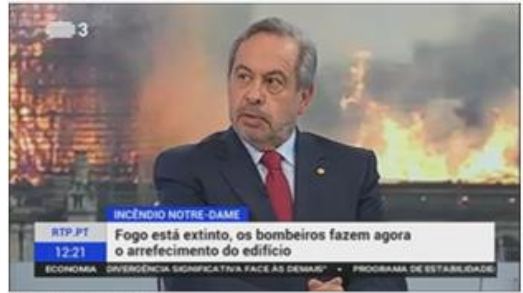 3
INCÊNDIO NOTRE-DAME
RTP.PT
Fogo está extinto, os bombeiros fazem agora
o arrefecimento do edifício
12:21
ECONOMIA DIVERGÊNCIA SIGNIFICATIVA FACE ÀS DEMAIS" • PROGRAMA DE ESTABILIDADE: